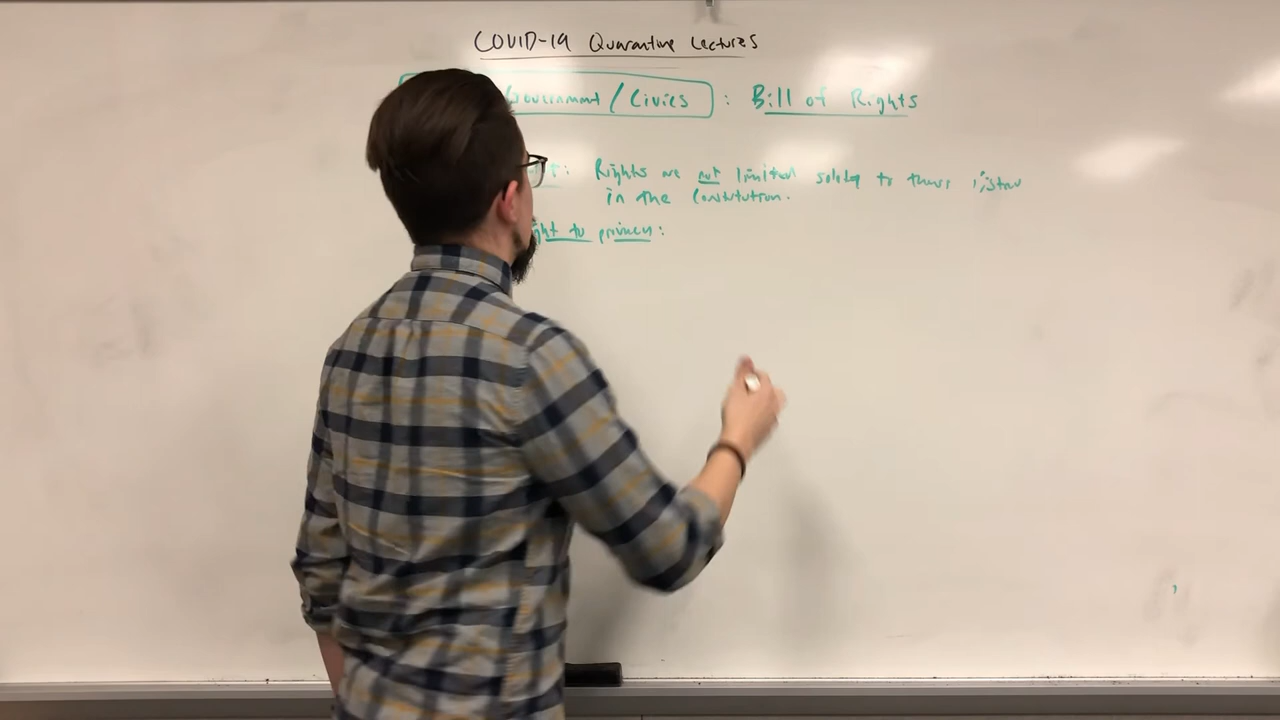 COVID-19 Quarantine Lectures
Government / Civics : Bill of Rights
: Rights are not limited solely to those listed
in the Constitution.
ght to privacy: